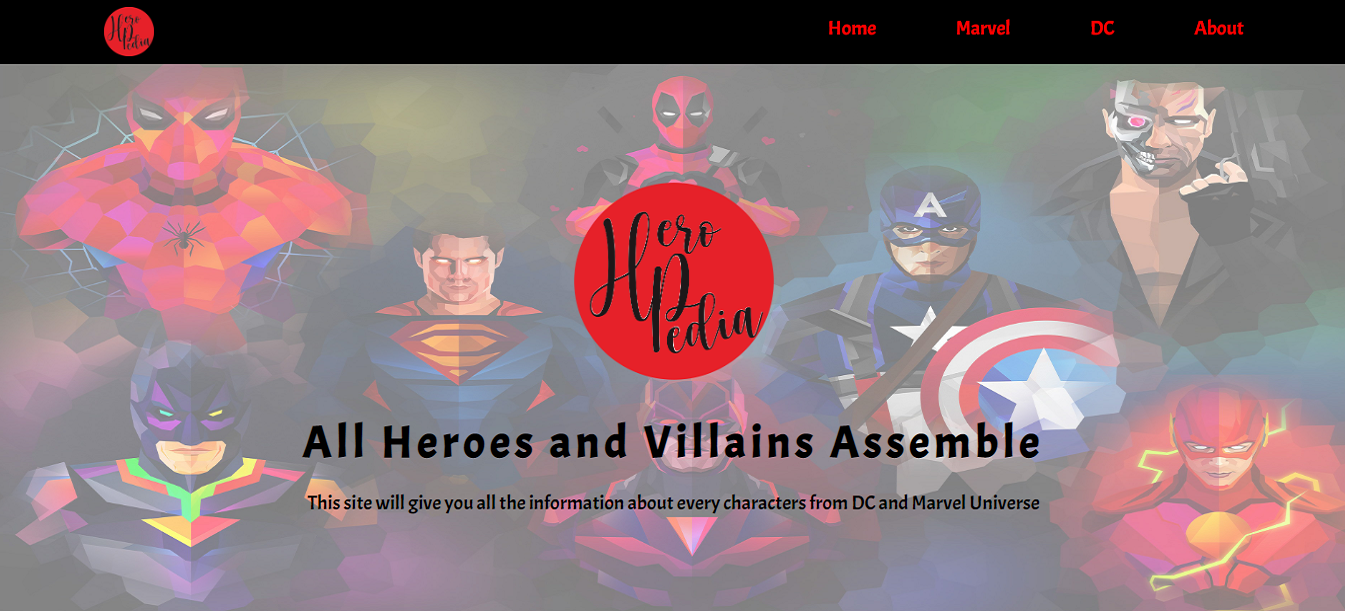 Hero
Pedia
Home Marvel DC About
A
Hero
Pedia
All Heroes and Villains Assemble
This site will give you all the information about every characters from DC and Marvel Universe